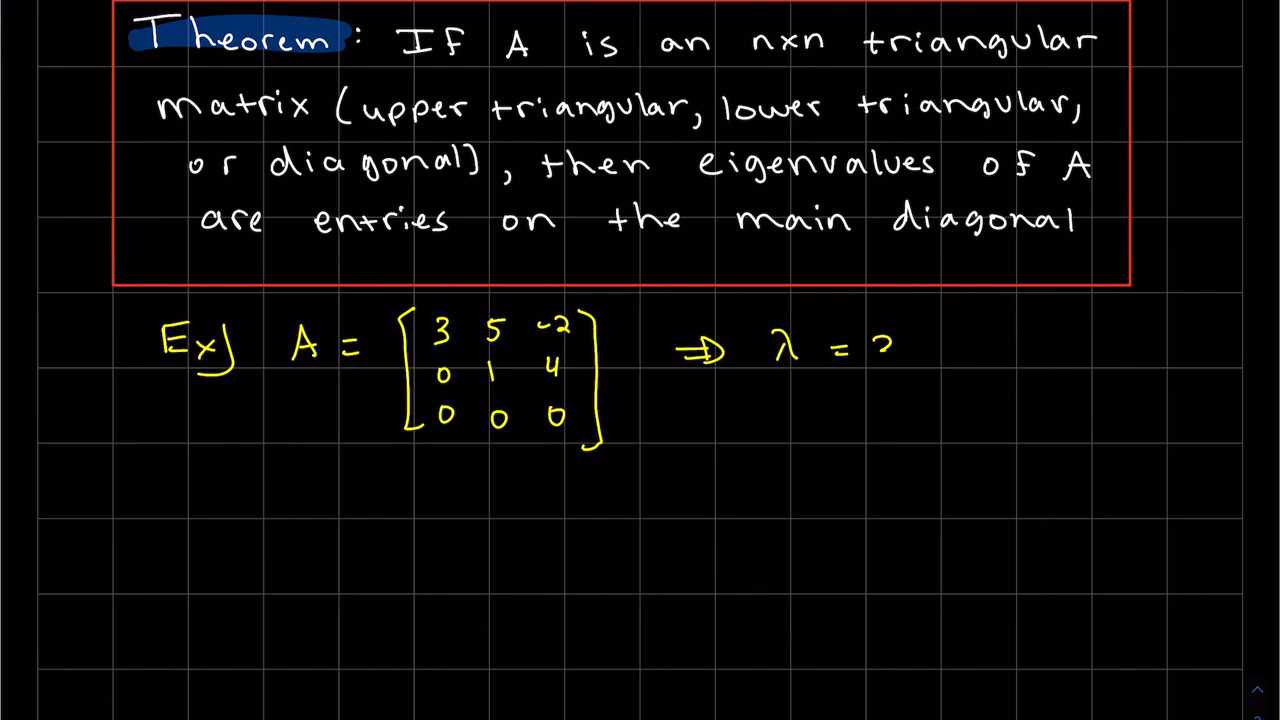 Theorem: If A is an nxn triangular
matrix (upper triangular, lower triangular,
or diagonal), then eigenvalues of A
are entries on the main diagonal
Ex) A = [ 3 5 -2 ⇒ λ = ?
0 1 4
0 0 0 ]